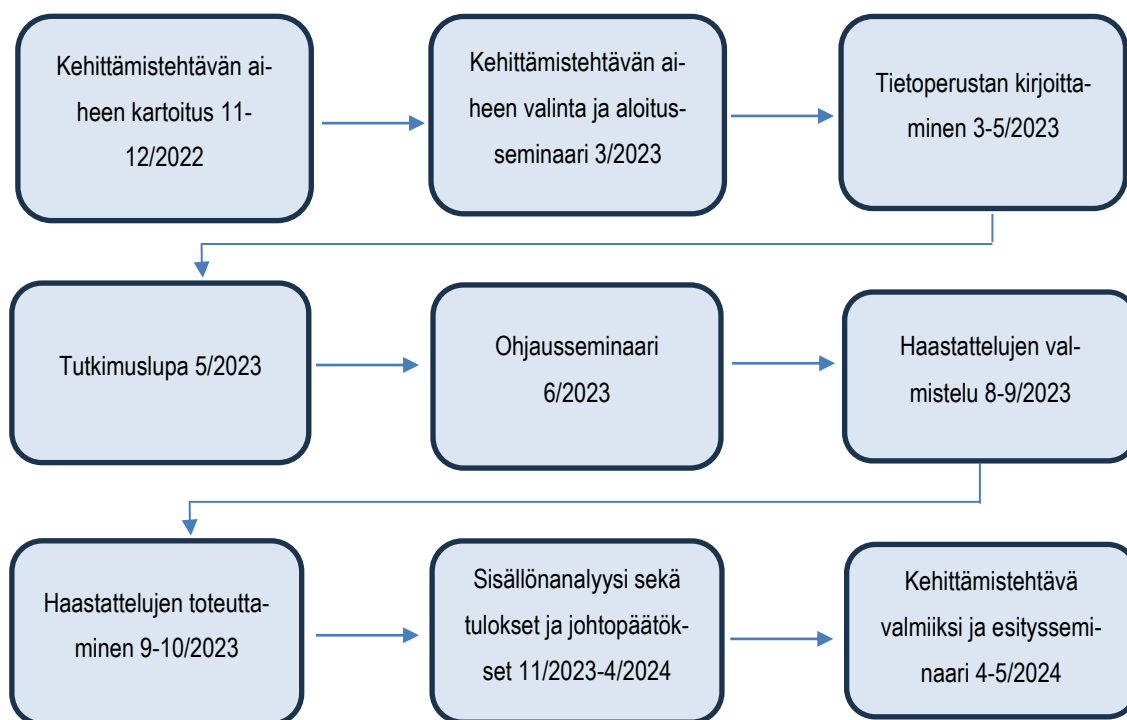 Kehittämistehtävän ai-
heen kartoitus 11-
12/2022
Kehittämistehtävän ai-
heen valinta ja aloitus-
seminaari 3/2023
Tietoperustan kirjoitta-
minen 3-5/2023
Tutkimuslupa 5/2023
Ohjausseminaari
6/2023
Haastattelujen val-
mistelu 8-9/2023
Haastattelujen toteutta-
minen 9-10/2023
Sisällönanalyysi sekä
tulokset ja johtopäätök-
set 11/2023-4/2024
Kehittämistehtävä
valmiiksi ja esityssemi-
naari 4-5/2024